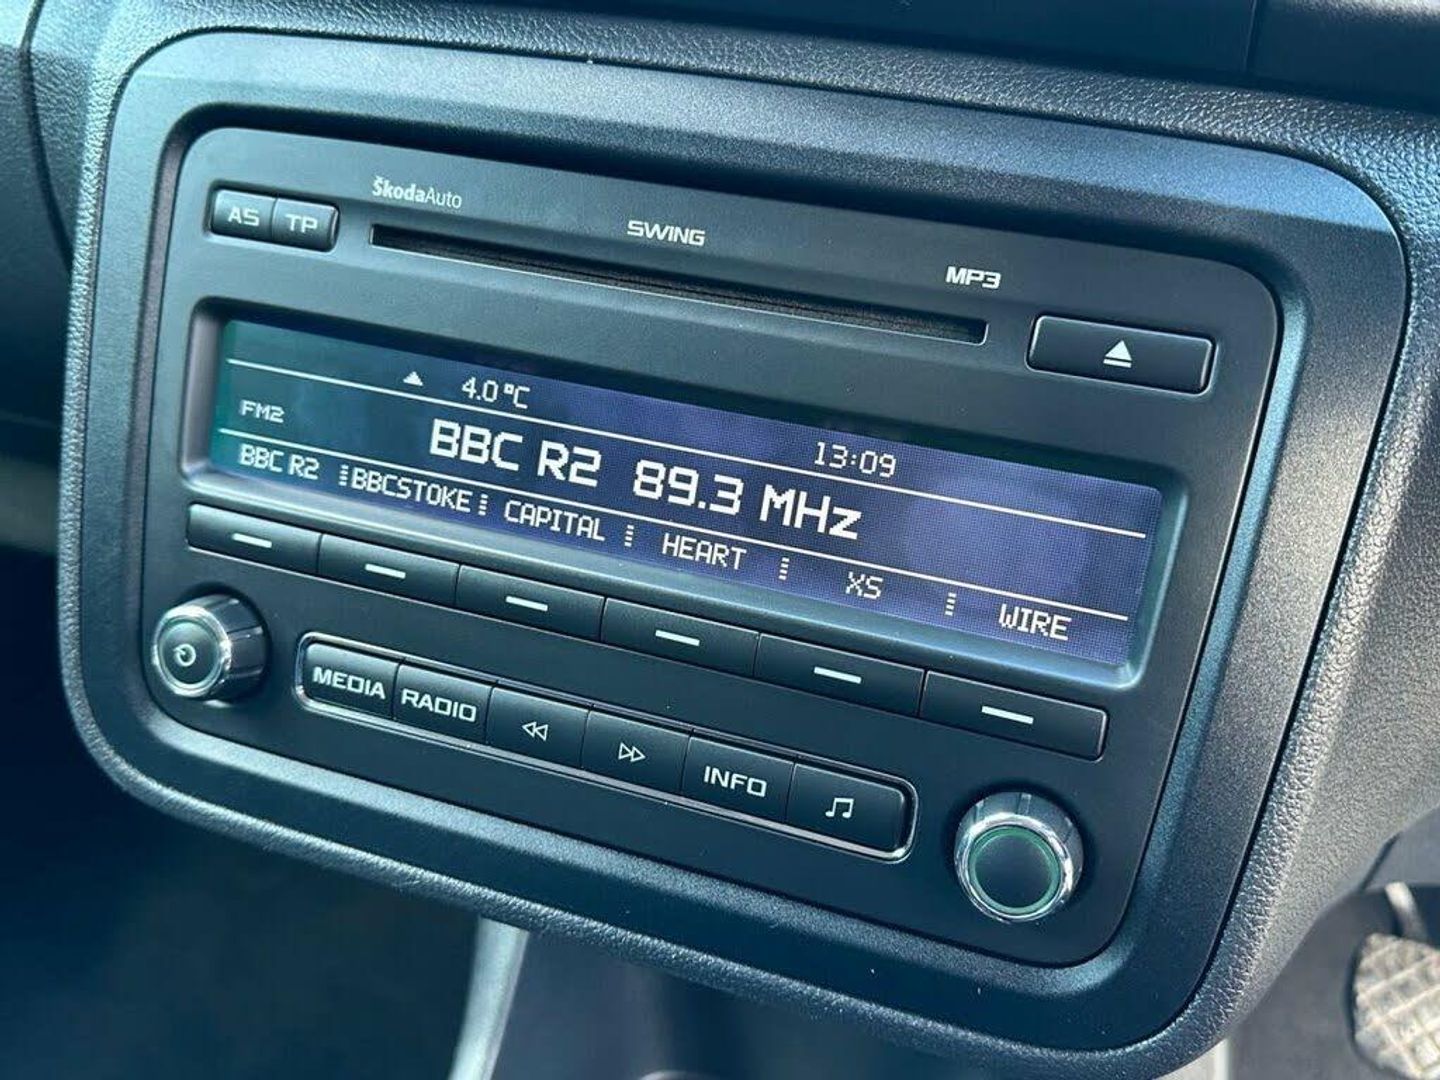 ŠkodaAuto
AS TP
SWING
MP3
4.0 °C
13:09
FM2
BBC R2 89.3 MHz
BBC R2 BBCSTOKE CAPITAL HEART XS WIRE
MEDIA RADIO INFO